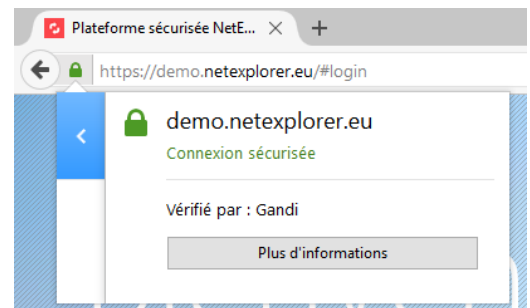 Plateforme sécurisée NetE...
https://demo.netexplorer.eu/#login
demo.netexplorer.eu
Connexion sécurisée
Vérifié par : Gandi
Plus d'informations